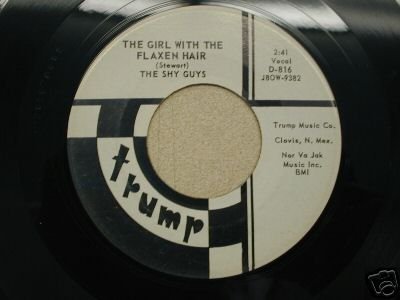 THE GIRL WITH THE
FLAXEN HAIR
(Stewart)
THE SHY GUYS
2:41
Vocal
D-816
J8OW-9382
Trump Music Co.
Clovis, N. Mex.
Nor Va Jak
Music Inc.
BMI
trump
ebY